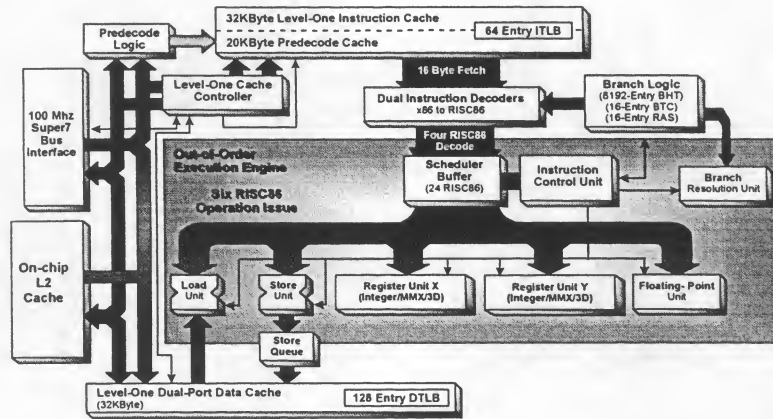 32KByte Level-One Instruction Cache
64 Entry ITLB
20KByte Predecode Cache
Predecode
Logic
16 Byte Fetch
Level-One Cache
Controller
Dual Instruction Decoders
x86 to RISC86
Branch Logic
(8192-Entry BHT)
(16-Entry BTC)
(16-Entry RAS)
100 Mhz
Super7
Bus
Interface
Four RISC86
Decode
Out-of-Order
Execution Engine
Scheduler
Buffer
(24 RISC86)
Instruction
Control Unit
Branch
Resolution Unit
Six RISC86
Operation Issue
On-chip
L2
Cache
Load
Unit
Store
Unit
Register Unit X
(Integer/MMX/3D)
Register Unit Y
(Integer/MMX/3D)
Floating- Point
Unit
Store
Queue
Level-One Dual-Port Data Cache
(32KByte)
128 Entry DTLB